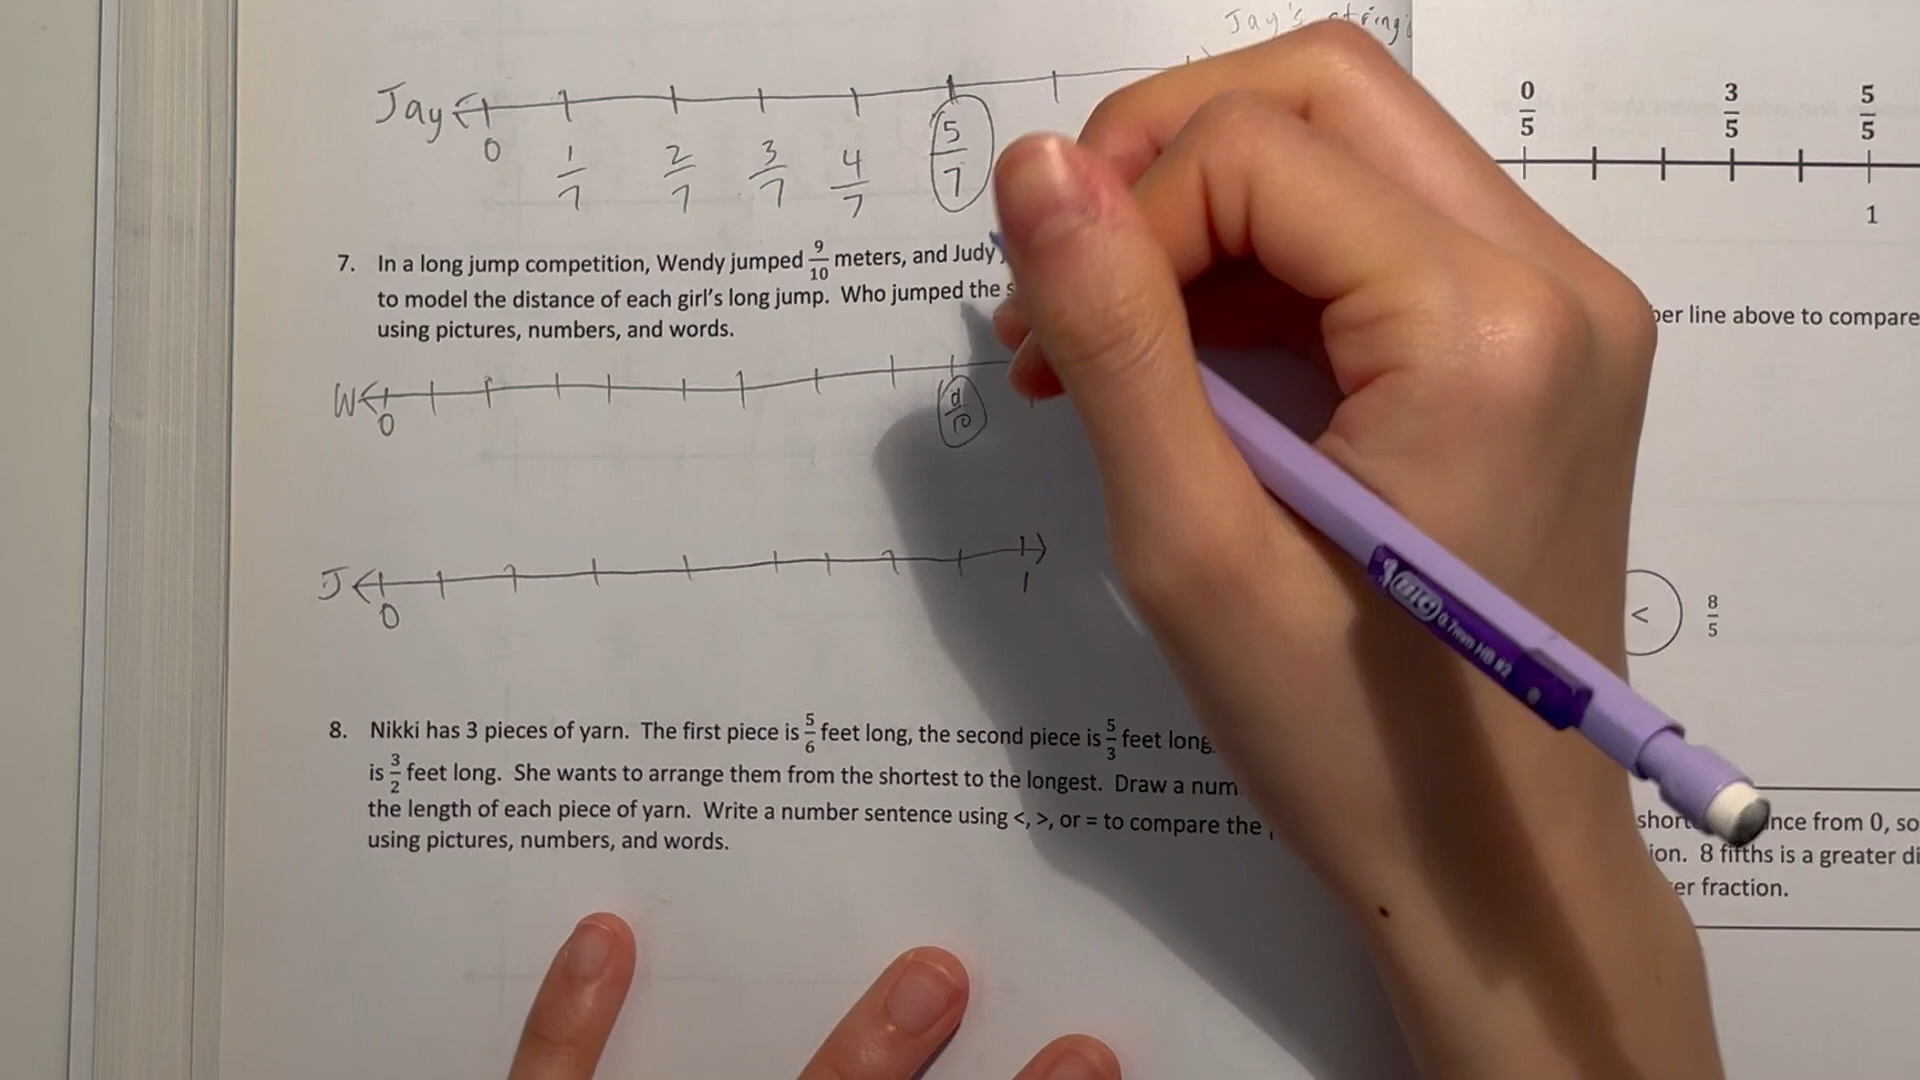 Jay's string
Jay
0 1/7 2/7 3/7 4/7 5/7
7. In a long jump competition, Wendy jumped 9/10 meters, and Judy
to model the distance of each girl's long jump. Who jumped the
using pictures, numbers, and words.
W
0 9/10
J
0 1
8. Nikki has 3 pieces of yarn. The first piece is 5/6 feet long, the second piece is 5/3 feet long.
is 3/2 feet long. She wants to arrange them from the shortest to the longest. Draw a num
the length of each piece of yarn. Write a number sentence using <, >, or = to compare the
using pictures, numbers, and words.
0/5 3/5 5/5
1
ber line above to compare
< 8/5
short nce from 0, so
ion. 8 fifths is a greater di
er fraction.
BIC 0.7mm HB #2